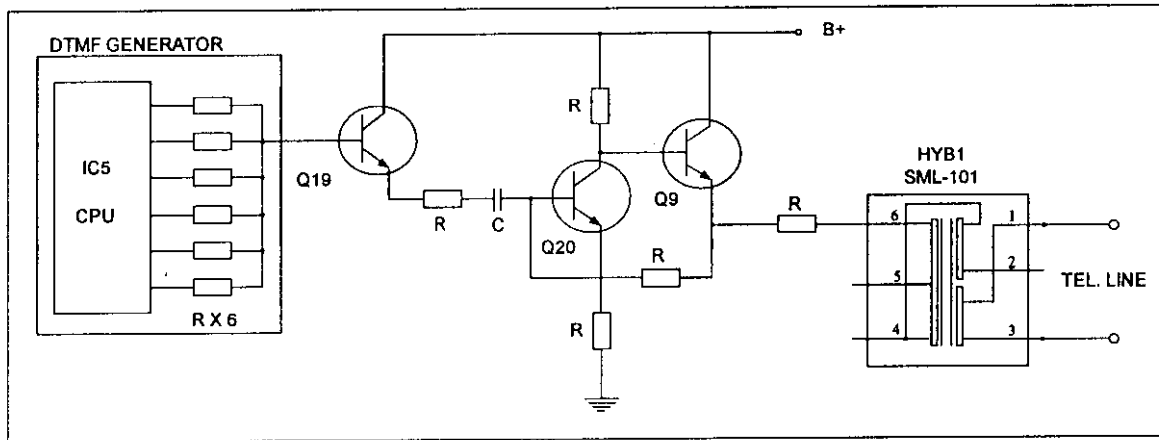 DTMF GENERATOR
IC5
CPU
R X 6
Q19
R
C
R
Q20
R
R
Q9
B+
R
HYB1
SML-101
6
5
4
1
2
3
TEL. LINE